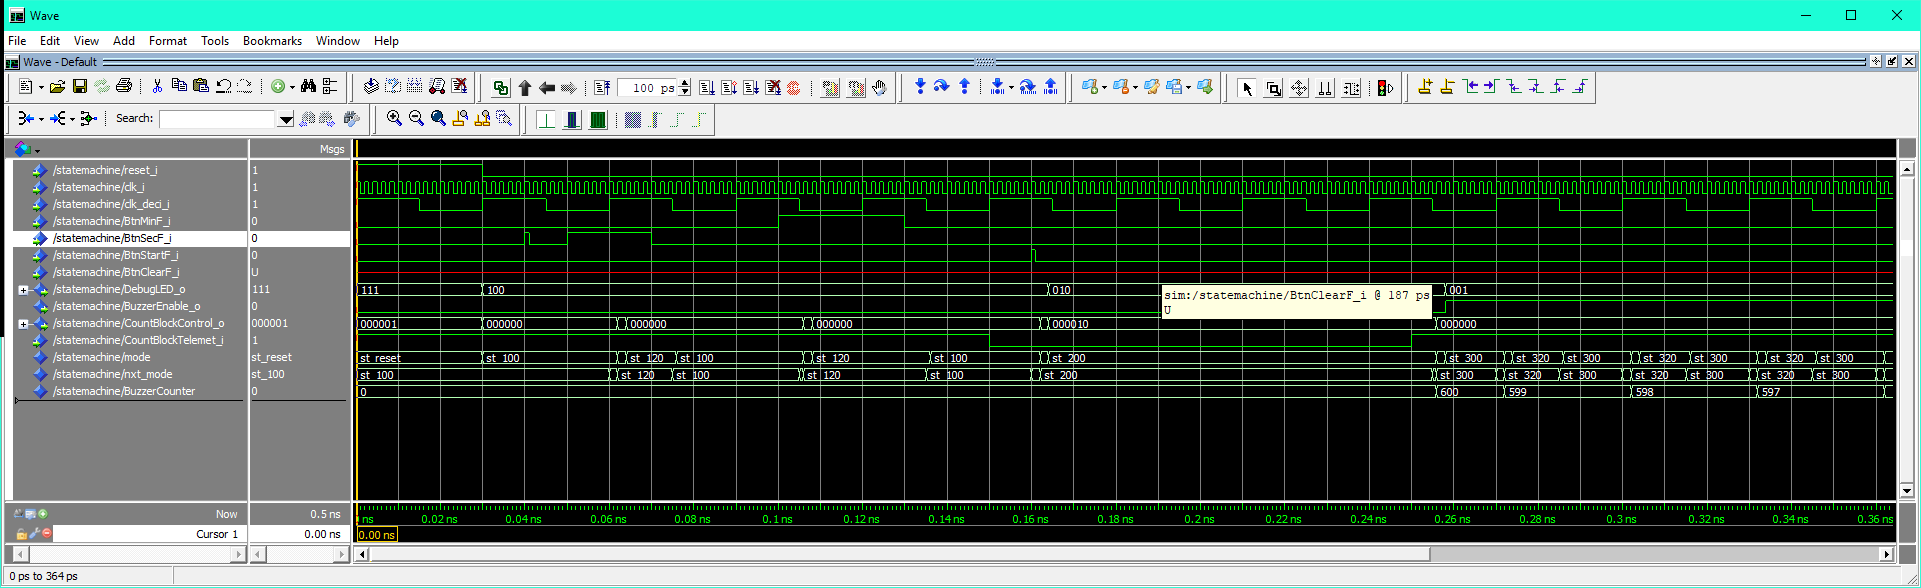 Wave
File Edit View Add Format Tools Bookmarks Window Help
Wave - Default
100 ps
Search:
Msgs
/statemachine/reset_i 1
/statemachine/clk_i 1
/statemachine/clk_deci_i 1
/statemachine/BtnMinF_i 0
/statemachine/BtnSecF_i 0
/statemachine/BtnStartF_i 0
/statemachine/BtnClearF_i U
/statemachine/DebugLED_o 111 111 100 010 001
sim:/statemachine/BtnClearF_i @ 187 ps
U
/statemachine/BuzzerEnable_o 0
/statemachine/CountBlockControl_o 000001 000001 000000 000000 000000 000010 000000
/statemachine/CountBlockTelemet_i 1
/statemachine/mode st_reset st_reset st_100 st_120 st_100 st_120 st_100 st_200 st_300 st_320 st_300 st_320 st_300 st_320 st_300
/statemachine/nxt_mode st_100 st_100 st_120 st_100 st_120 st_100 st_200 st_300 st_320 st_300 st_320 st_300 st_320 st_300
/statemachine/BuzzerCounter 0 0 600 599 598 597
Now 0.5 ns ns 0.02 ns 0.04 ns 0.06 ns 0.08 ns 0.1 ns 0.12 ns 0.14 ns 0.16 ns 0.18 ns 0.2 ns 0.22 ns 0.24 ns 0.26 ns 0.28 ns 0.3 ns 0.32 ns 0.34 ns 0.36 ns
Cursor 1 0.00 ns 0.00 ns
0 ps to 364 ps